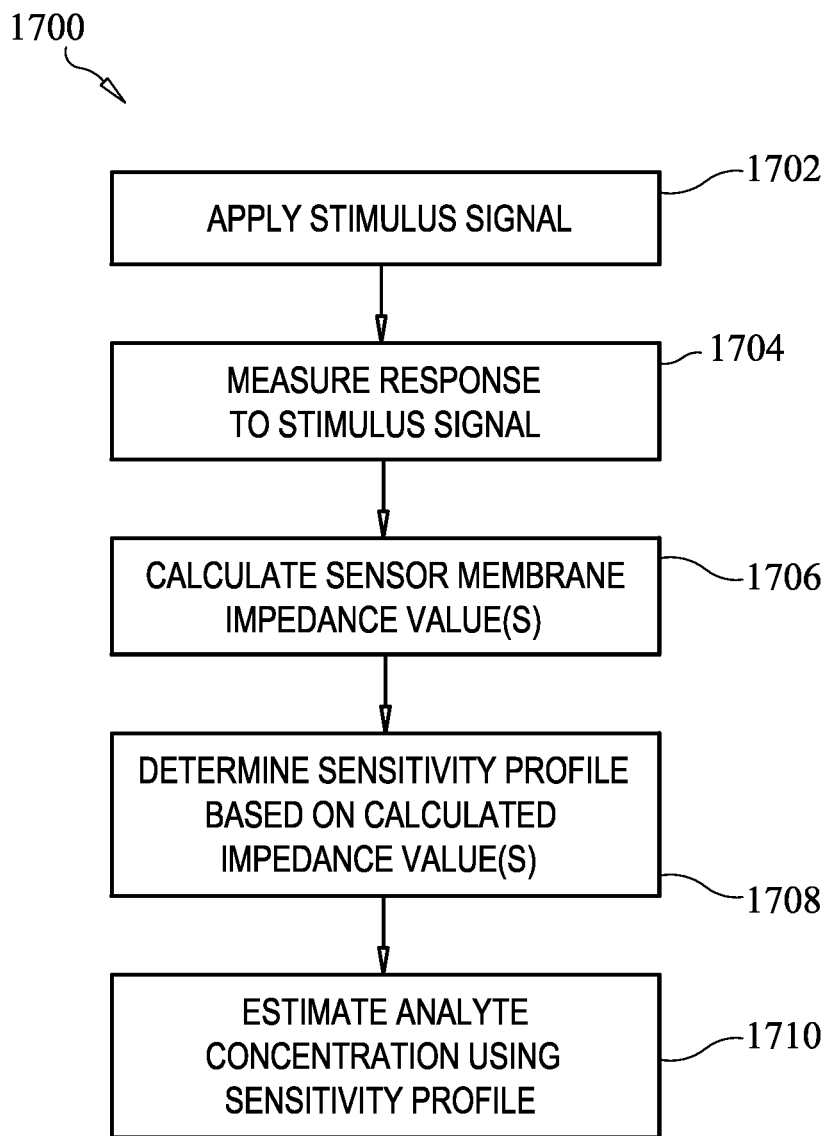 1700
1702
APPLY STIMULUS SIGNAL
1704
MEASURE RESPONSE
TO STIMULUS SIGNAL
1706
CALCULATE SENSOR MEMBRANE
IMPEDANCE VALUE(S)
DETERMINE SENSITIVITY PROFILE
BASED ON CALCULATED
IMPEDANCE VALUE(S)
1708
ESTIMATE ANALYTE
CONCENTRATION USING
SENSITIVITY PROFILE
1710